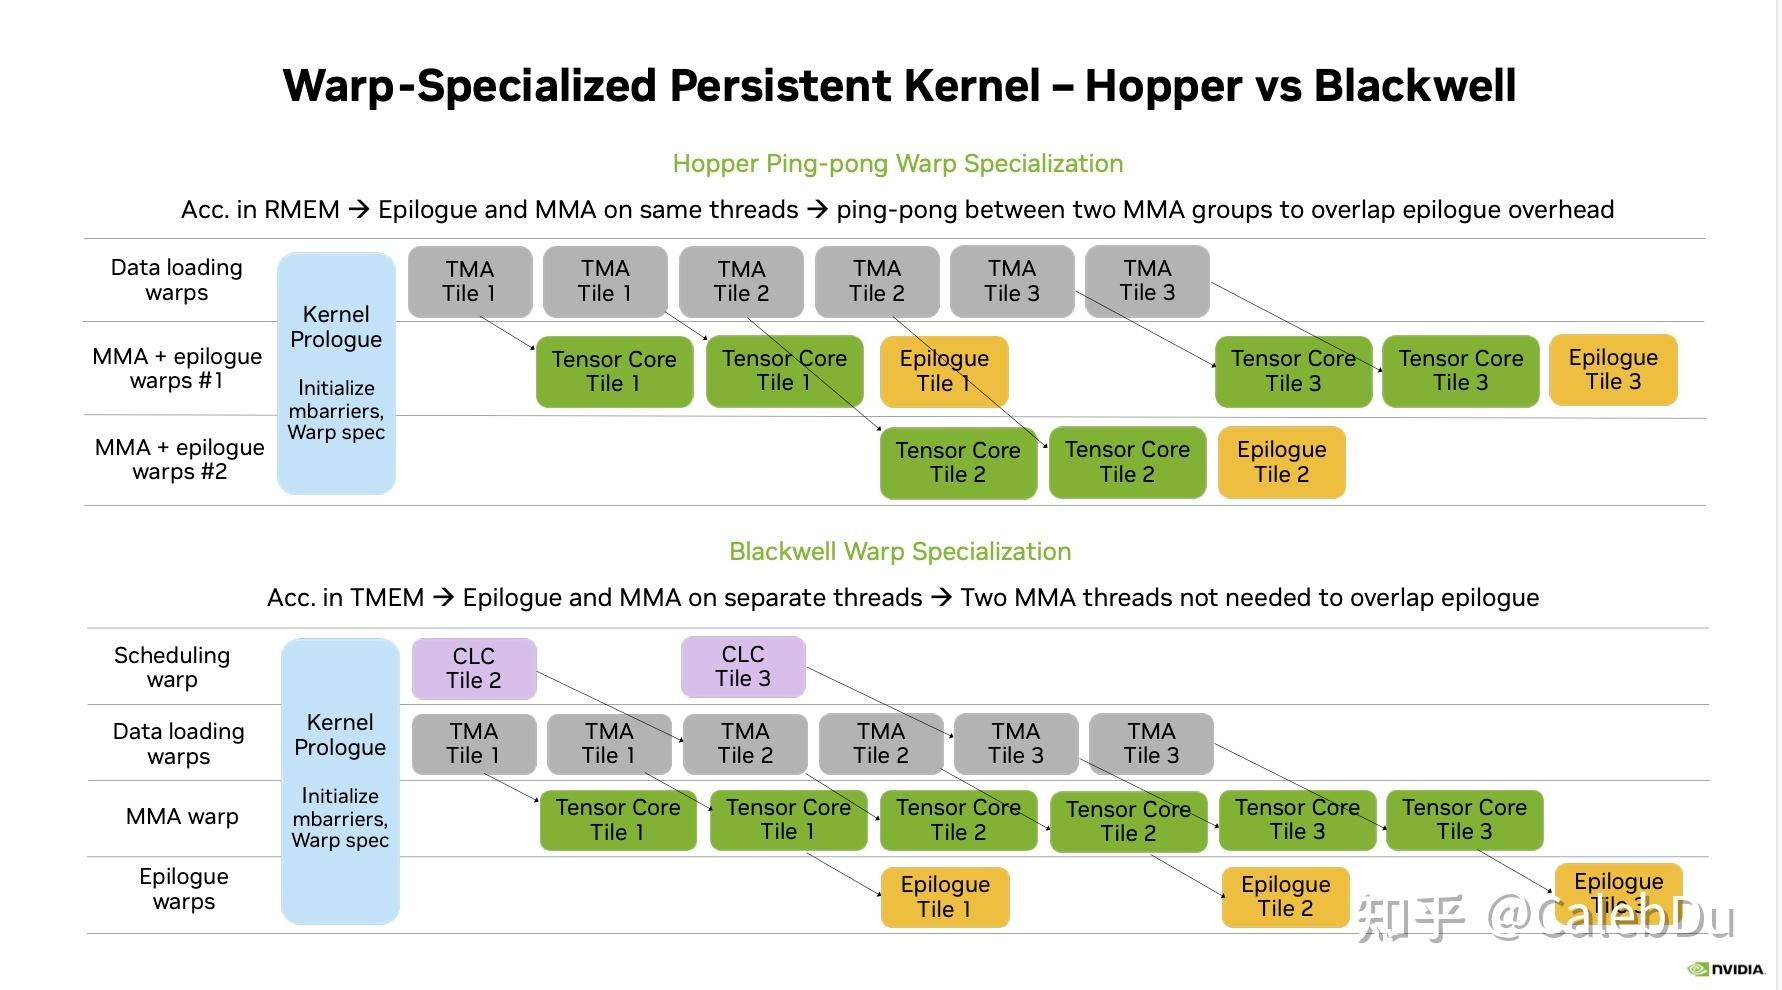 Warp-Specialized Persistent Kernel – Hopper vs Blackwell
Hopper Ping-pong Warp Specialization
Acc. in RMEM → Epilogue and MMA on same threads → ping-pong between two MMA groups to overlap epilogue overhead
Data loading
warps
Kernel
Prologue
Initialize
mbarriers,
Warp spec
TMA
Tile 1
TMA
Tile 1
TMA
Tile 2
TMA
Tile 2
TMA
Tile 3
TMA
Tile 3
MMA + epilogue
warps #1
Tensor Core
Tile 1
Tensor Core
Tile 1
Epilogue
Tile 1
Tensor Core
Tile 3
Tensor Core
Tile 3
Epilogue
Tile 3
MMA + epilogue
warps #2
Tensor Core
Tile 2
Tensor Core
Tile 2
Epilogue
Tile 2
Blackwell Warp Specialization
Acc. in TMEM → Epilogue and MMA on separate threads → Two MMA threads not needed to overlap epilogue
Scheduling
warp
Kernel
Prologue
Initialize
mbarriers,
Warp spec
CLC
Tile 2
CLC
Tile 3
Data loading
warps
TMA
Tile 1
TMA
Tile 1
TMA
Tile 2
TMA
Tile 2
TMA
Tile 3
TMA
Tile 3
MMA warp
Tensor Core
Tile 1
Tensor Core
Tile 1
Tensor Core
Tile 2
Tensor Core
Tile 2
Tensor Core
Tile 3
Tensor Core
Tile 3
Epilogue
warps
Epilogue
Tile 1
Epilogue
Tile 2
Epilogue
Tile 3
知乎 @CalebDu
NVIDIA.